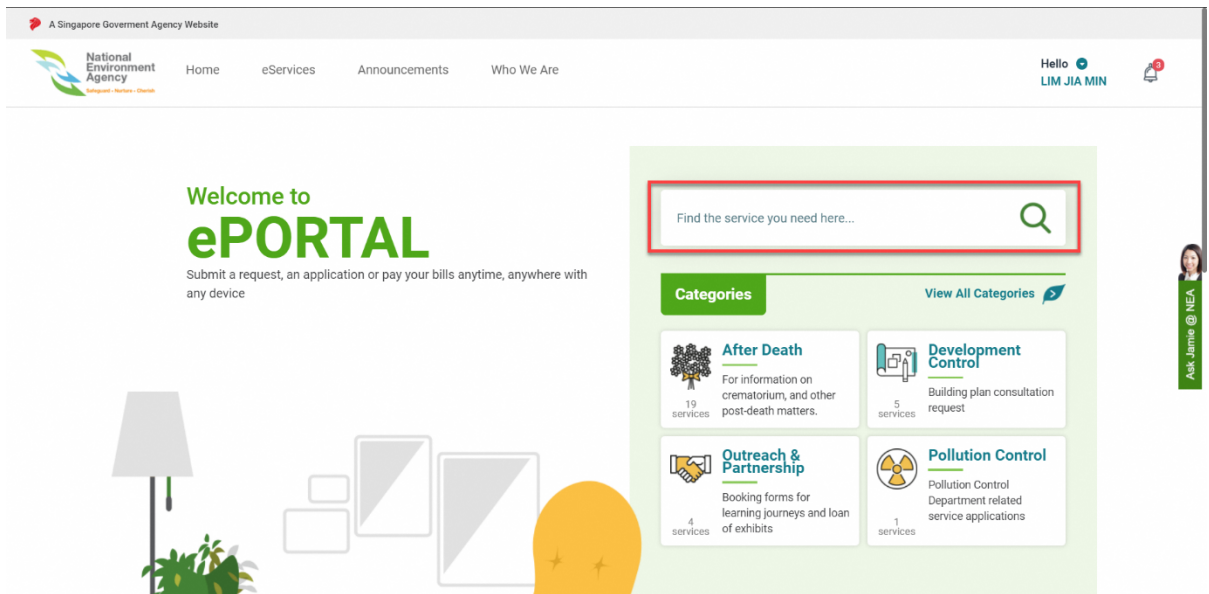 A Singapore Goverment Agency Website
National
Environment
Agency
Safeguard · Nurture · Cherish
Home eServices Announcements Who We Are
Hello
LIM JIA MIN
3
Welcome to
ePORTAL
Submit a request, an application or pay your bills anytime, anywhere with
any device
Find the service you need here...
Categories
View All Categories
After Death
For information on
crematorium, and other
post-death matters.
19
services
Development
Control
Building plan consultation
request
5
services
Outreach &
Partnership
Booking forms for
learning journeys and loan
of exhibits
4
services
Pollution Control
Pollution Control
Department related
service applications
1
services
Ask Jamie @ NEA